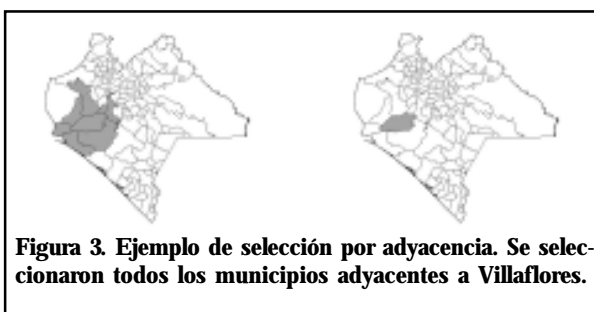 Figura 3. Ejemplo de selección por adyacencia. Se selec-
cionaron todos los municipios adyacentes a Villaflores.